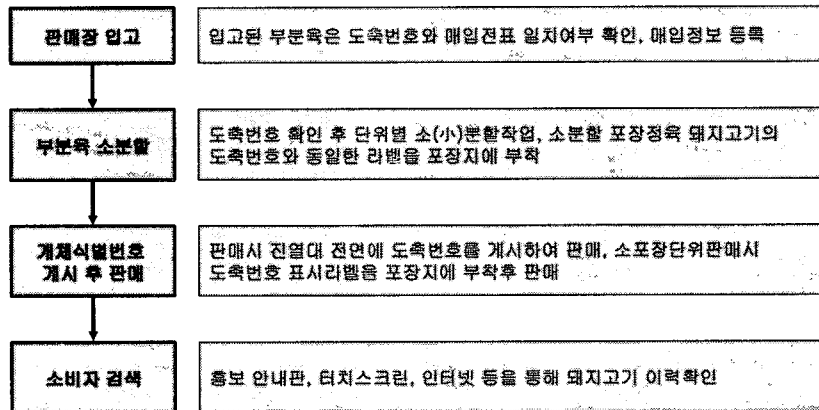 판매장 입고
입고된 부분육은 도축번호와 매입전표 일치여부 확인, 매입정보 등록
부분육 소분할
도축번호 확인 후 단위별 소(小)분할작업, 소분할 포장정육 돼지고기의
도축번호와 동일한 라벨을 포장지에 부착
개체식별번호
게시 후 판매
판매시 진열대 전면에 도축번호를 게시하여 판매, 소포장단위판매시
도축번호 표시라벨을 포장지에 부착후 판매
소비자 검색
홍보 안내판, 터치스크린, 인터넷 등을 통해 돼지고기 이력확인